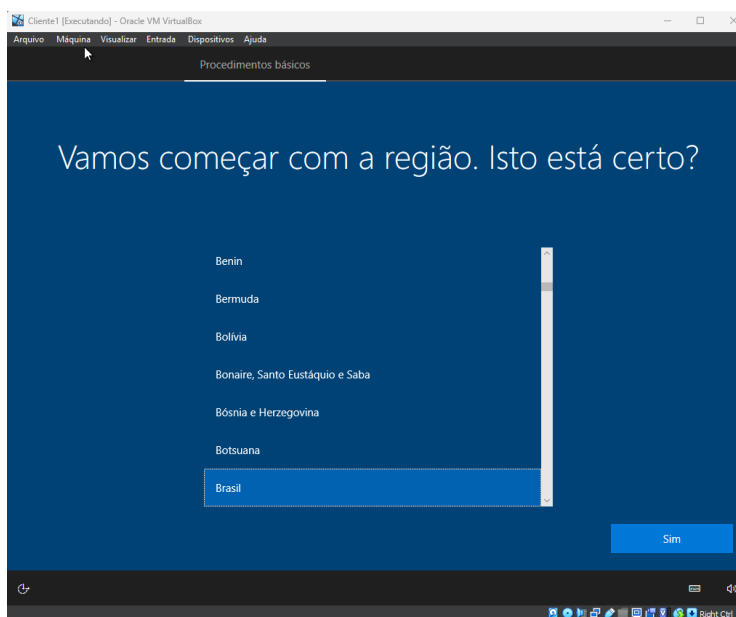 Cliente1 [Executando] - Oracle VM VirtualBox
Arquivo Máquina Visualizar Entrada Dispositivos Ajuda
Procedimentos básicos
Vamos começar com a região. Isto está certo?
Benin
Bermuda
Bolívia
Bonaire, Santo Eustáquio e Saba
Bósnia e Herzegovina
Botsuana
Brasil
Sim
Right Ctrl